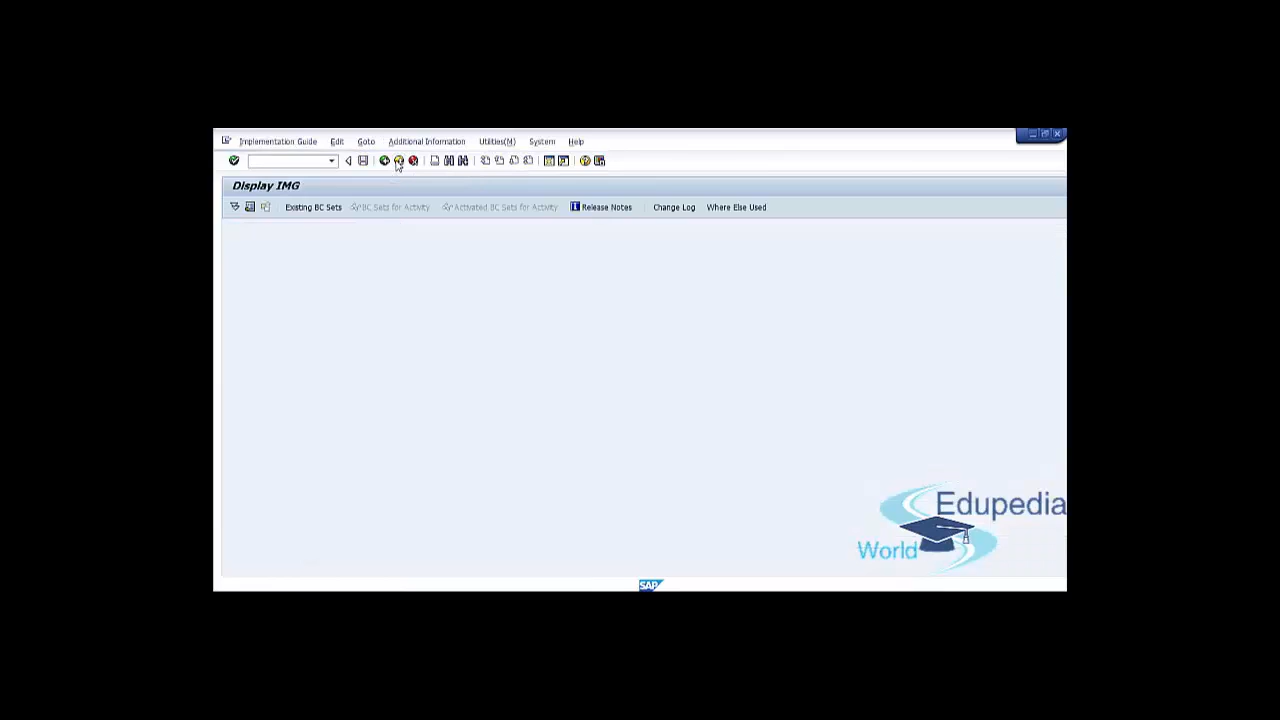 Implementation Guide Edit Goto Additional Information Utilities(M) System Help
Display IMG
Existing BC Sets BC Sets for Activity Activated BC Sets for Activity Release Notes Change Log Where Else Used
Edupedia
World
SAP